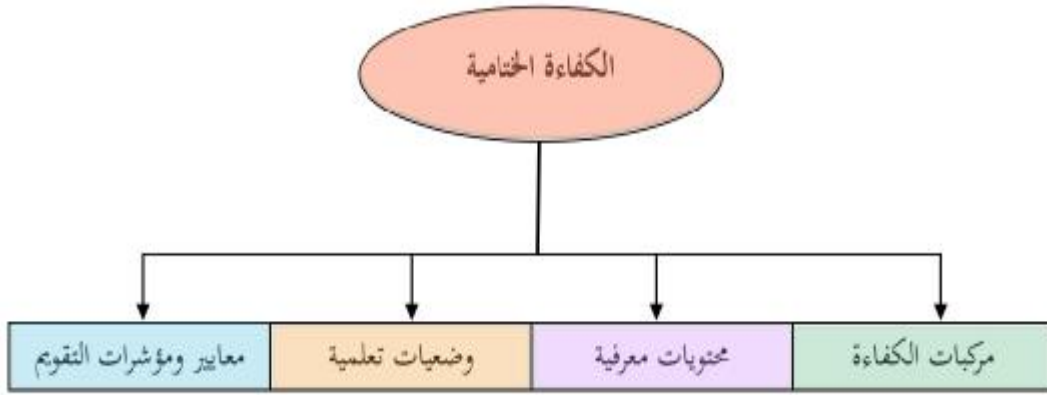 الكفاءة الختامية
مركبات الكفاءة
محتويات معرفية
وضعيات تعلمية
معايير ومؤشرات التقويم